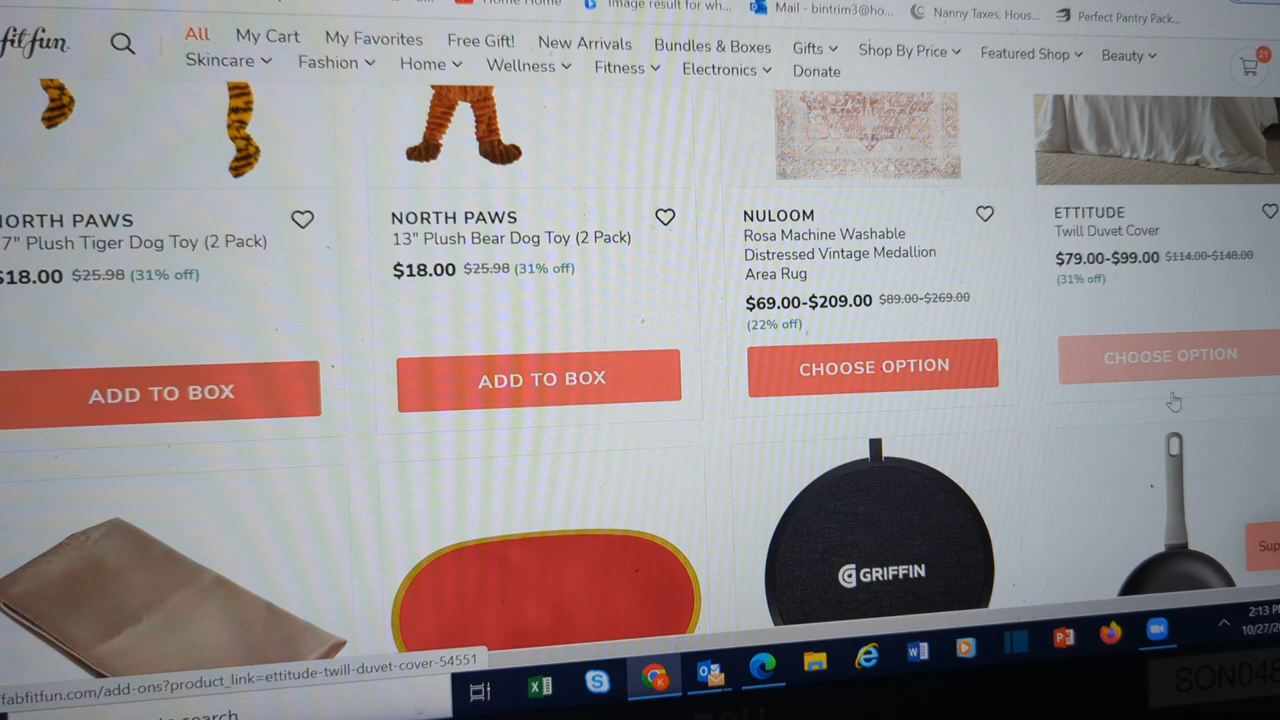 Home Home
Image result for wh...
Mail - bintrim3@ho...
Nanny Taxes, Hous...
Perfect Pantry Pack...
fitfun
All My Cart My Favorites Free Gift! New Arrivals Bundles & Boxes Gifts Shop By Price Featured Shop Beauty
Skincare Fashion Home Wellness Fitness Electronics Donate
21
NORTH PAWS
7" Plush Tiger Dog Toy (2 Pack)
$18.00 $25.98 (31% off)
ADD TO BOX
NORTH PAWS
13" Plush Bear Dog Toy (2 Pack)
$18.00 $25.98 (31% off)
ADD TO BOX
NULOOM
Rosa Machine Washable
Distressed Vintage Medallion
Area Rug
$69.00-$209.00 $89.00-$269.00
(22% off)
CHOOSE OPTION
ETTITUDE
Twill Duvet Cover
$79.00-$99.00 $114.00-$148.00
(31% off)
CHOOSE OPTION
GRIFFIN
Sup
fabfitfun.com/add-ons?product_link=ettitude-twill-duvet-cover-54551
search
2:13 P
10/27/2
SON048